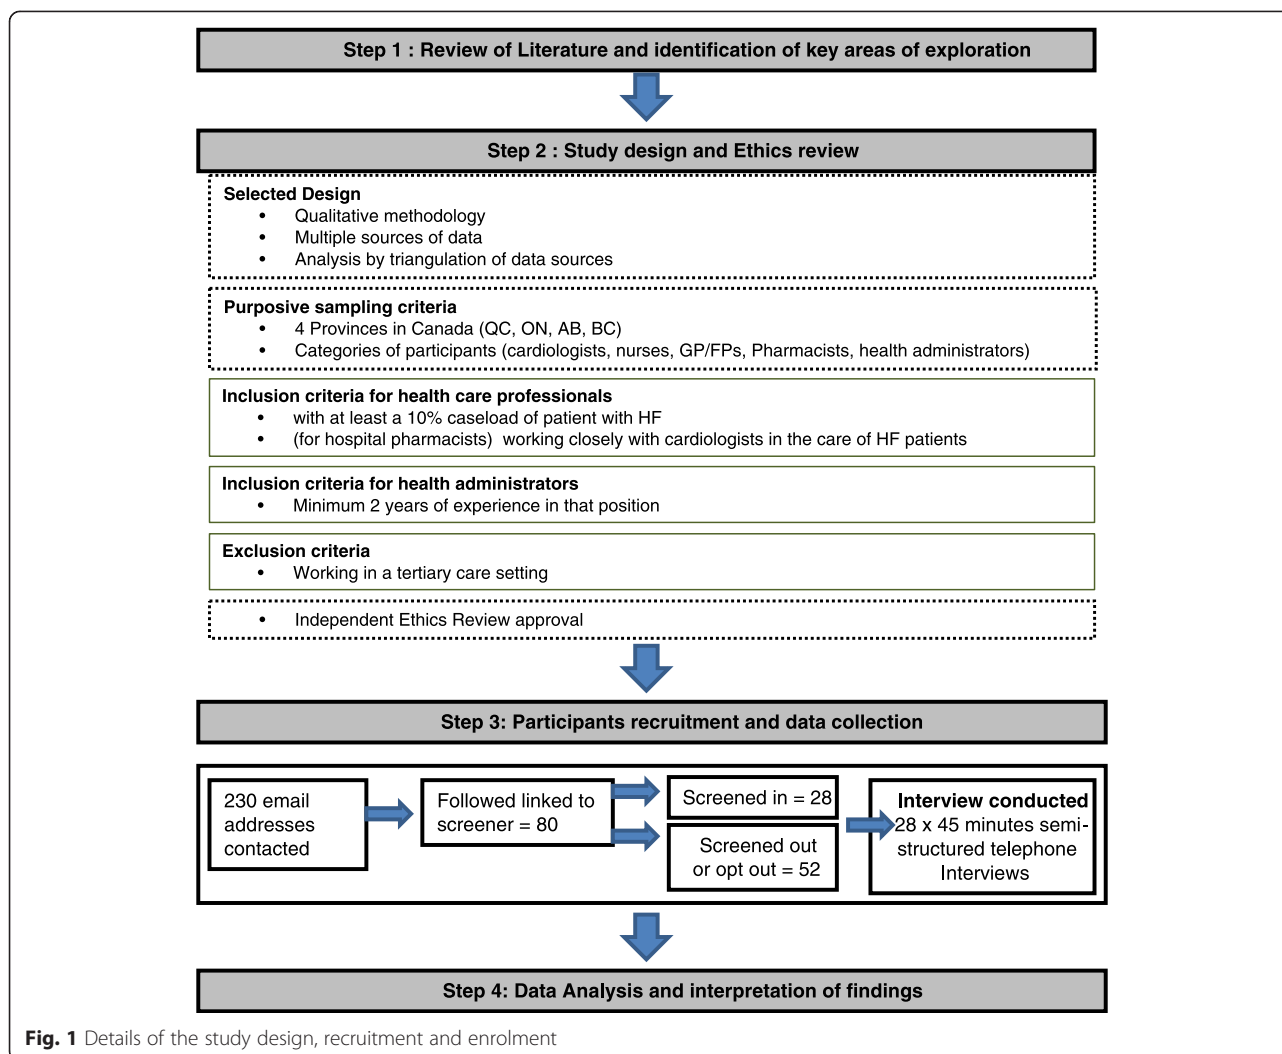 Step 1 : Review of Literature and identification of key areas of exploration
Step 2 : Study design and Ethics review
Selected Design
• Qualitative methodology
• Multiple sources of data
• Analysis by triangulation of data sources
Purposive sampling criteria
• 4 Provinces in Canada (QC, ON, AB, BC)
• Categories of participants (cardiologists, nurses, GP/FPs, Pharmacists, health administrators)
Inclusion criteria for health care professionals
• with at least a 10% caseload of patient with HF
• (for hospital pharmacists) working closely with cardiologists in the care of HF patients
Inclusion criteria for health administrators
• Minimum 2 years of experience in that position
Exclusion criteria
• Working in a tertiary care setting
• Independent Ethics Review approval
Step 3: Participants recruitment and data collection
230 email
addresses
contacted
Followed linked to
screener = 80
Screened in = 28
Screened out
or opt out = 52
Interview conducted
28 x 45 minutes semi-
structured telephone
Interviews
Step 4: Data Analysis and interpretation of findings
Fig. 1 Details of the study design, recruitment and enrolment